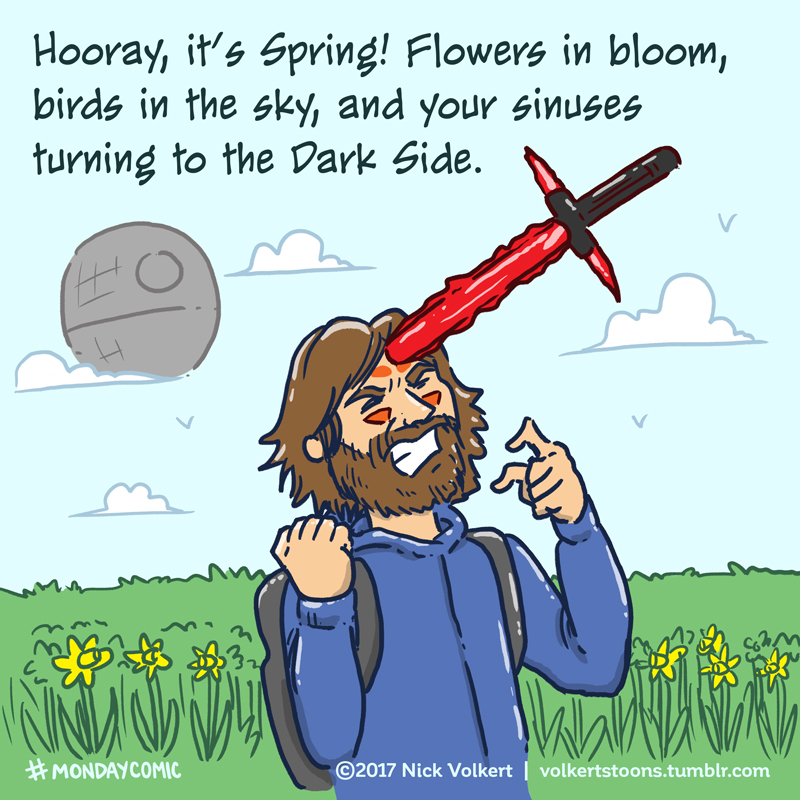 Hooray, it's Spring! Flowers in bloom,
birds in the sky, and your sinuses
turning to the Dark Side.
#MONDAYCOMIC
©2017 Nick Volkert | volkertstoons.tumblr.com